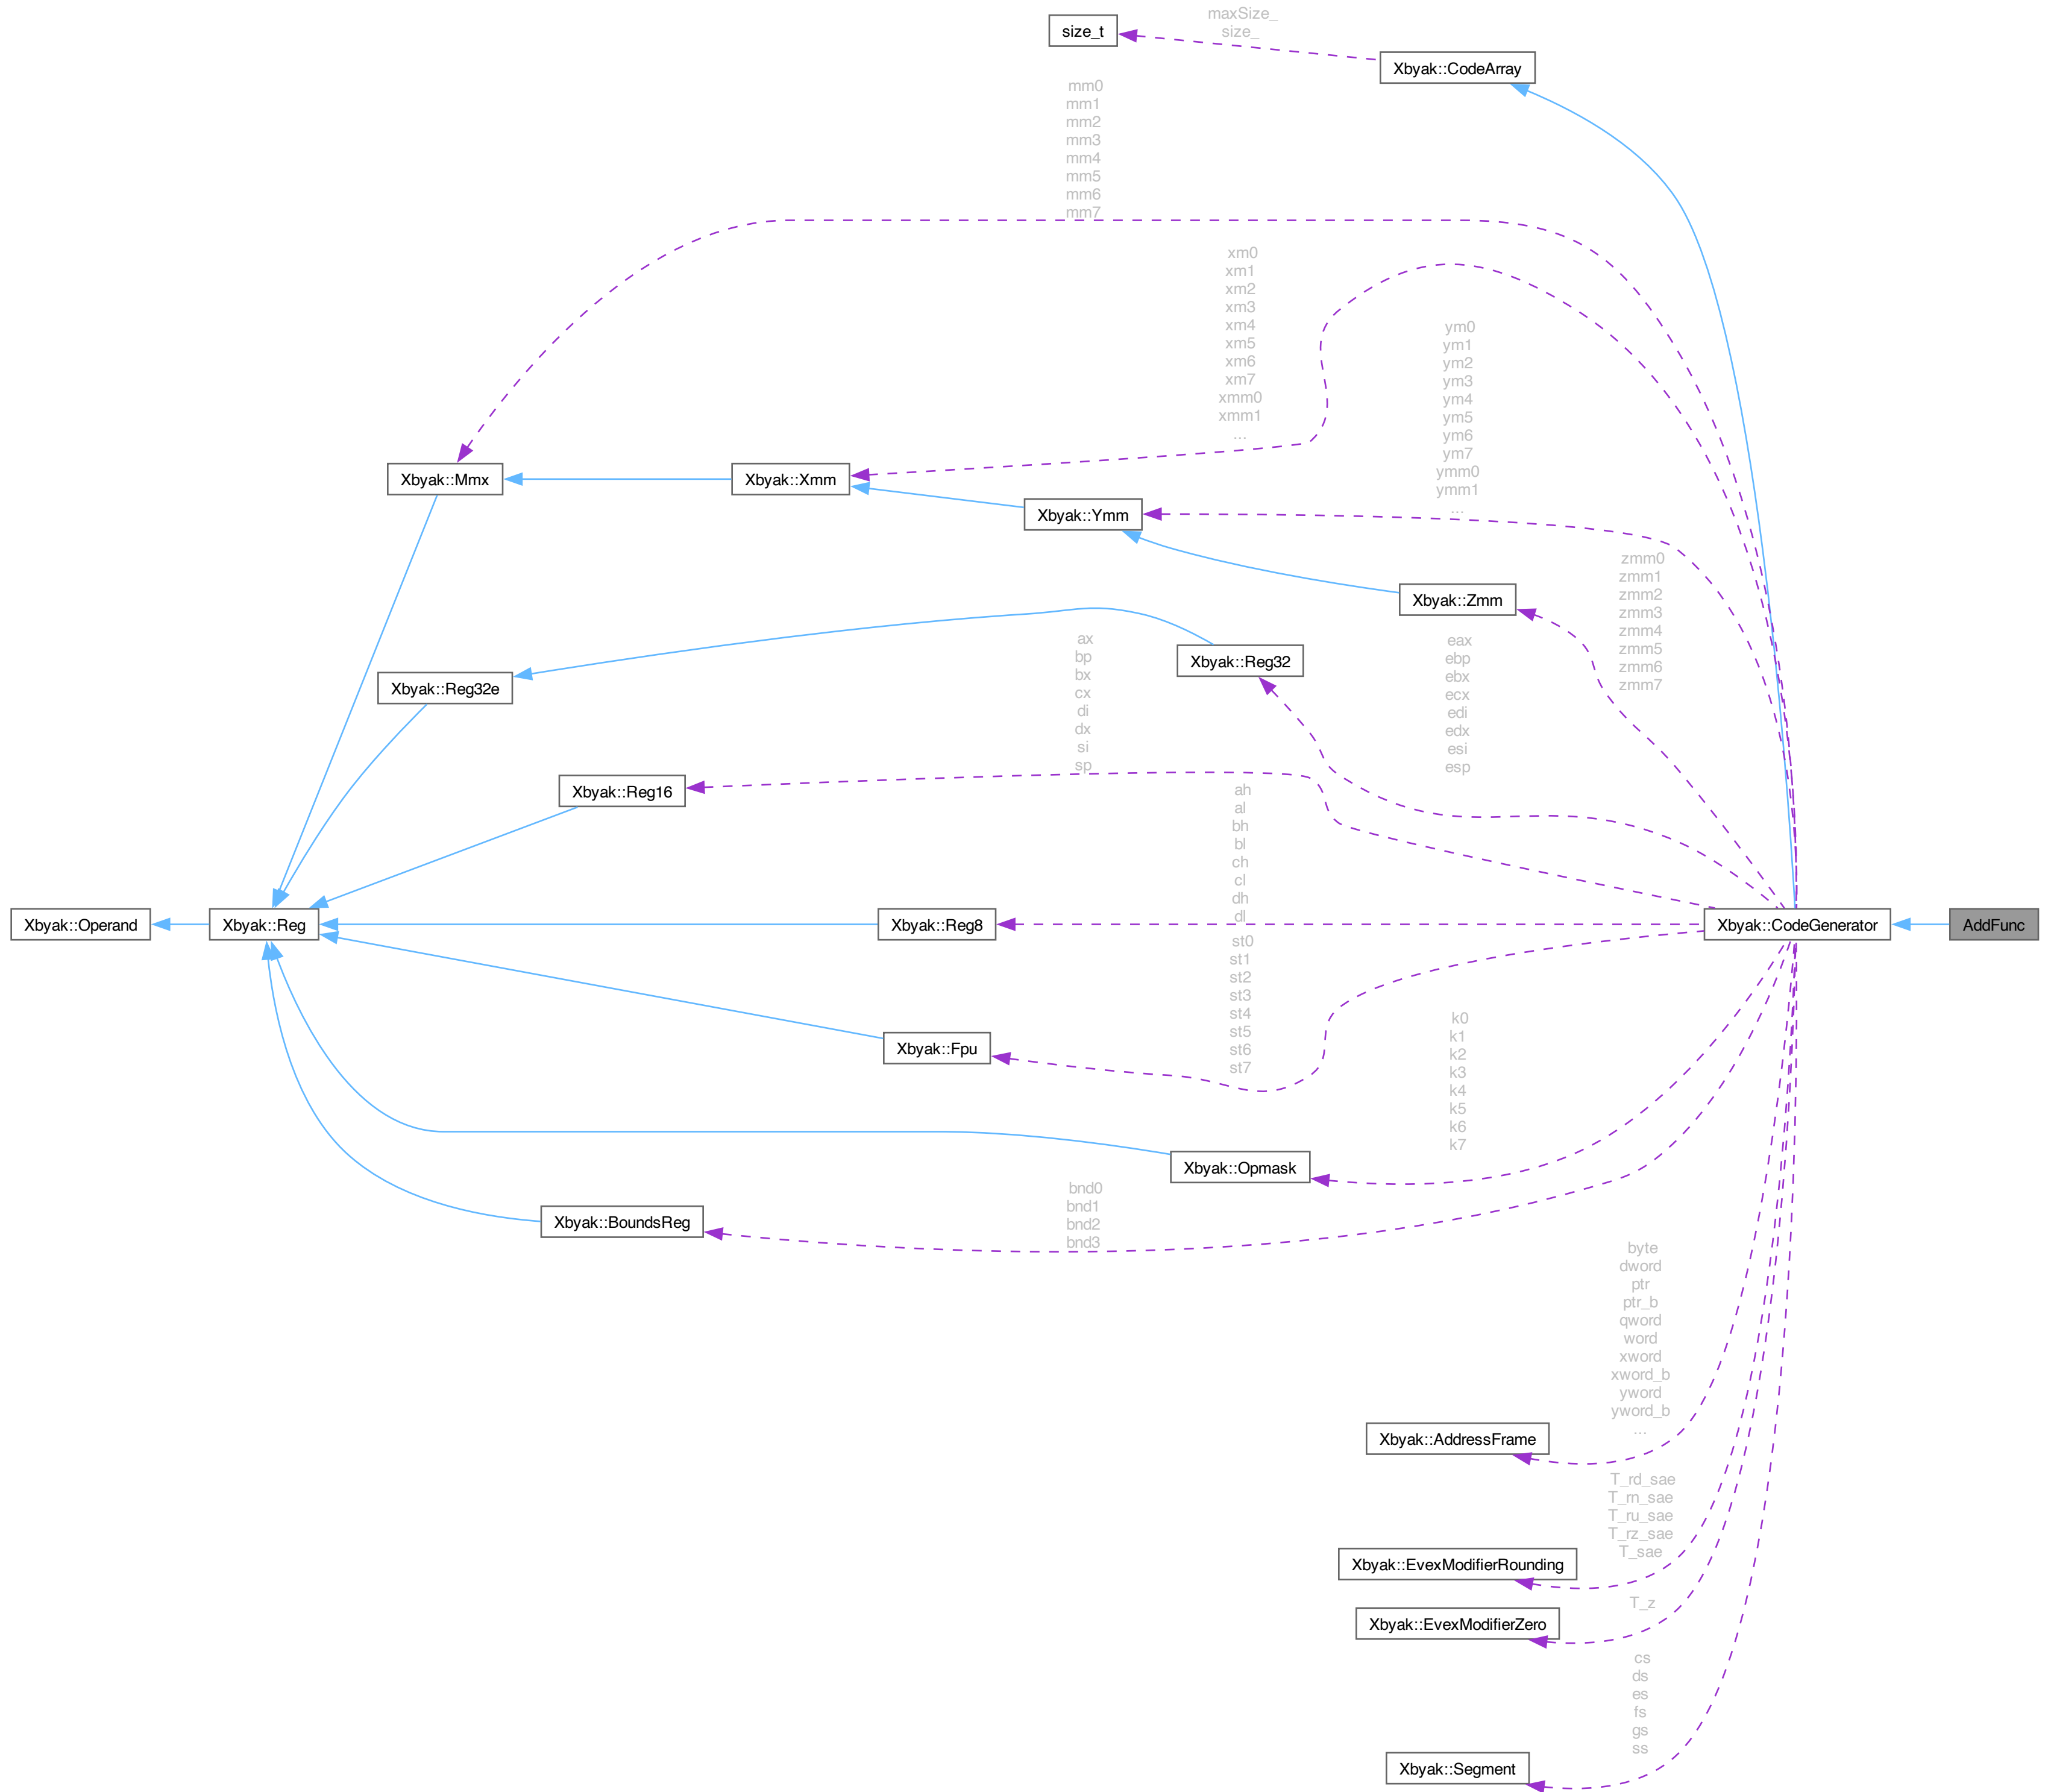 maxSize_
size_
size_t
Xbyak::CodeArray
mm0
mm1
mm2
mm3
mm4
mm5
mm6
mm7
xm0
xm1
xm2
xm3
xm4
xm5
xm6
xm7
xmm0
xmm1
...
ym0
ym1
ym2
ym3
ym4
ym5
ym6
ym7
ymm0
ymm1
...
Xbyak::Mmx
Xbyak::Xmm
Xbyak::Ymm
zmm0
zmm1
zmm2
zmm3
zmm4
zmm5
zmm6
zmm7
Xbyak::Zmm
ax
bp
bx
cx
di
dx
si
sp
eax
ebp
ebx
ecx
edi
edx
esi
esp
Xbyak::Reg32
Xbyak::Reg32e
Xbyak::Reg16
ah
al
bh
bl
ch
cl
dh
dl
Xbyak::Operand
Xbyak::Reg
Xbyak::Reg8
Xbyak::CodeGenerator
AddFunc
st0
st1
st2
st3
st4
st5
st6
st7
Xbyak::Fpu
k0
k1
k2
k3
k4
k5
k6
k7
Xbyak::Opmask
bnd0
bnd1
bnd2
bnd3
Xbyak::BoundsReg
byte
dword
ptr
ptr_b
qword
word
xword
xword_b
yword
yword_b
...
Xbyak::AddressFrame
T_rd_sae
T_rn_sae
T_ru_sae
T_rz_sae
T_sae
Xbyak::EvexModifierRounding
T_z
Xbyak::EvexModifierZero
cs
ds
es
fs
gs
ss
Xbyak::Segment